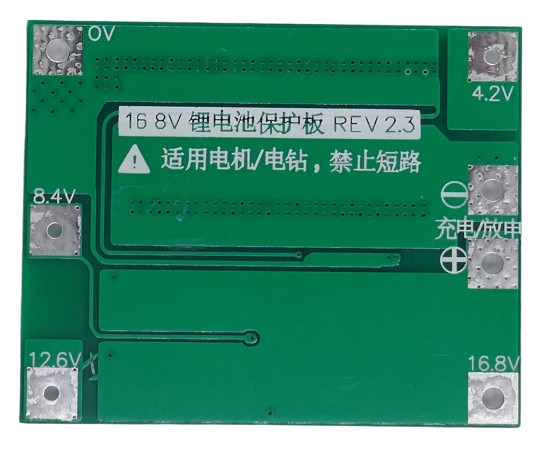 0V
4.2V
16.8V 锂电池保护板 REV 2.3
适用电机/电钻，禁止短路
8.4V
⊖
充电/放电
⊕
12.6V
16.8V